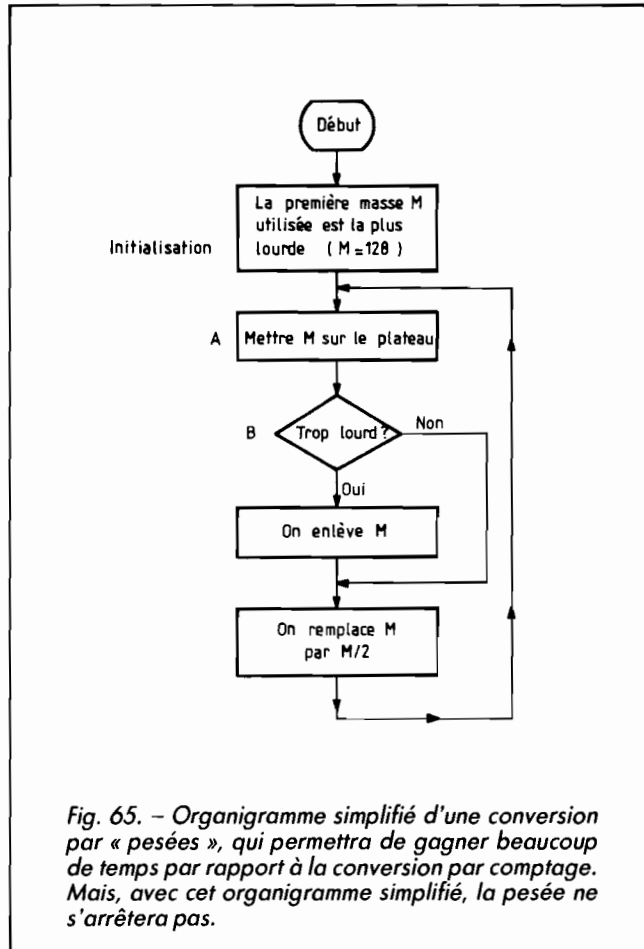 Début
La première masse M
utilisée est la plus
lourde ( M = 128 )
Initialisation
A
Mettre M sur le plateau
B
Trop lourd ?
Non
Oui
On enlève M
On remplace M
par M/2
Fig. 65. – Organigramme simplifié d'une conversion
par « pesées », qui permettra de gagner beaucoup
de temps par rapport à la conversion par comptage.
Mais, avec cet organigramme simplifié, la pesée ne
s'arrêtera pas.